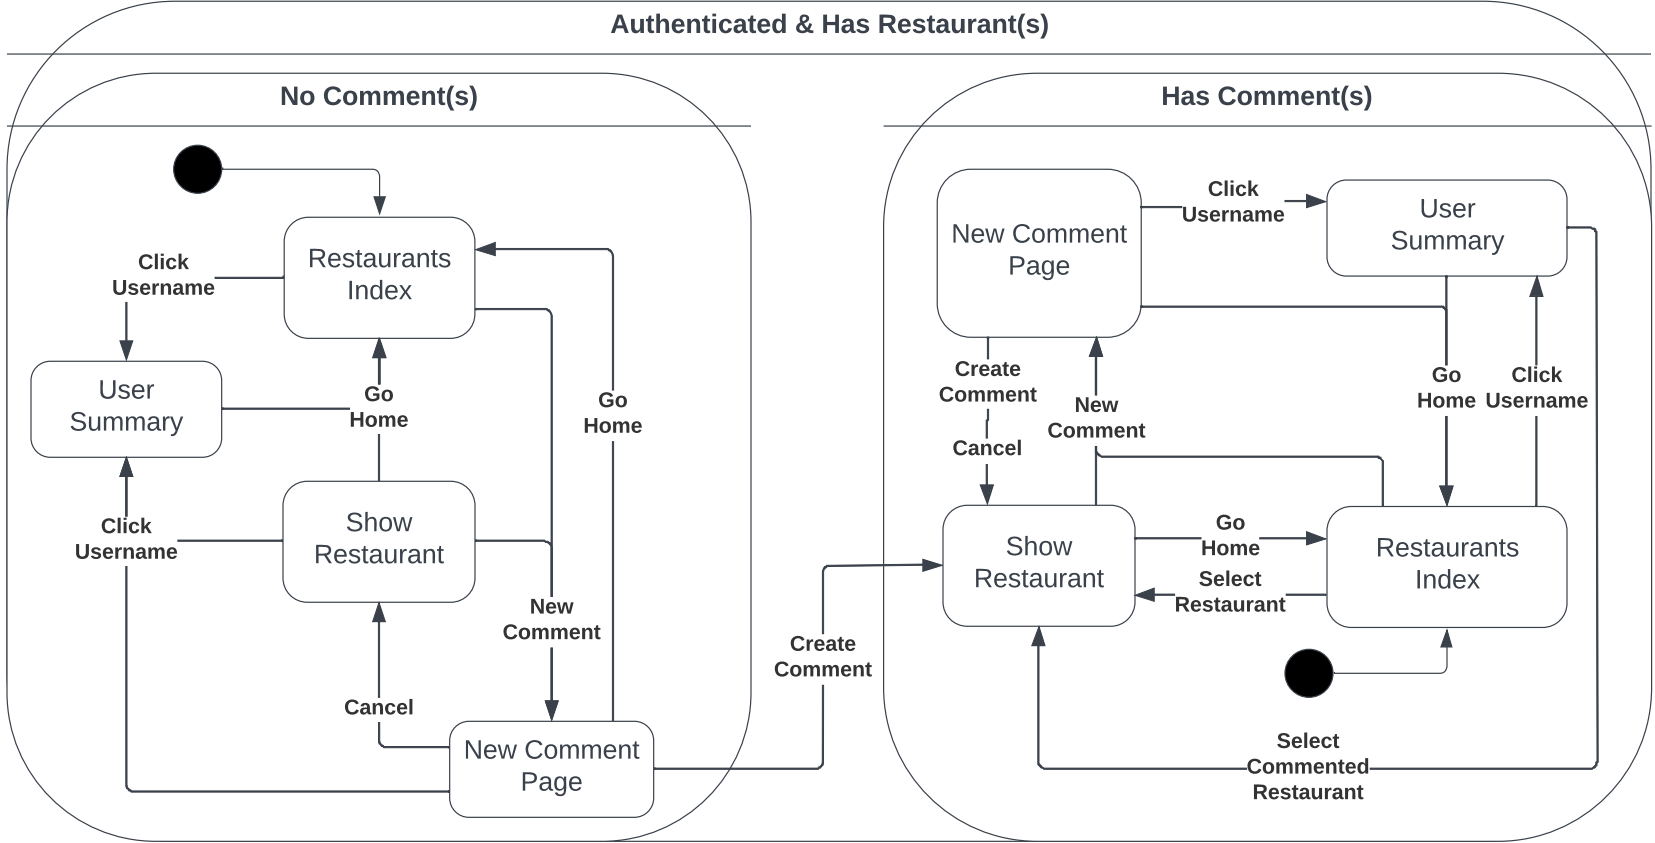 Authenticated & Has Restaurant(s)
No Comment(s)
Restaurants
Index
Click
Username
User
Summary
Go
Home
Go
Home
Click
Username
Show
Restaurant
New
Comment
Cancel
New Comment
Page
Create
Comment
Has Comment(s)
New Comment
Page
Click
Username
User
Summary
Create
Comment
Cancel
New
Comment
Go
Home
Click
Username
Show
Restaurant
Go
Home
Select
Restaurant
Restaurants
Index
Select
Commented
Restaurant